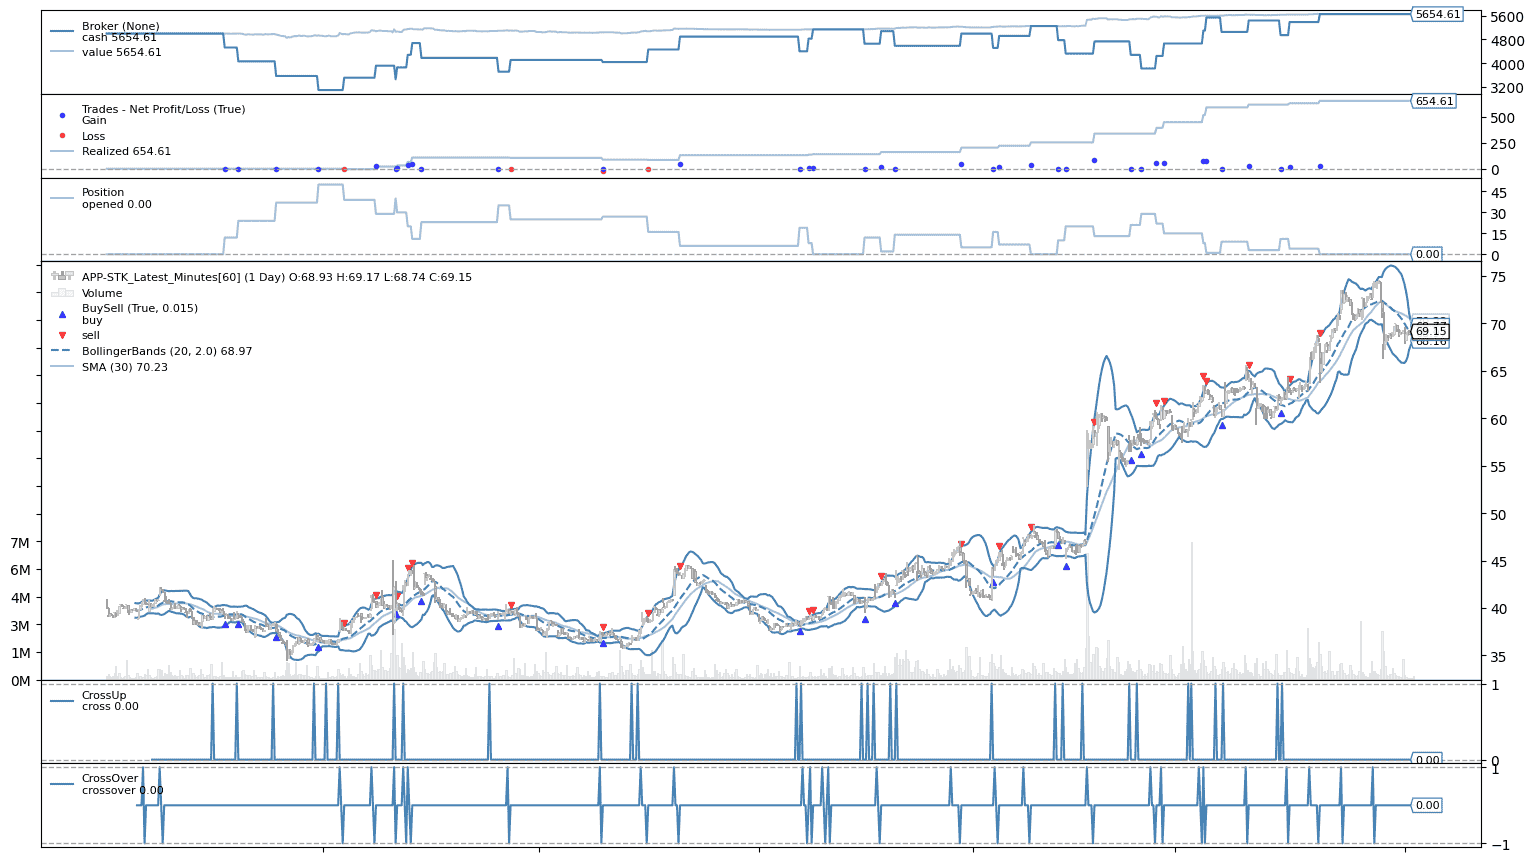 Broker (None)
cash 5654.61
value 5654.61
5654.61
5600
4800
4000
3200
Trades - Net Profit/Loss (True)
Gain
Loss
Realized 654.61
654.61
500
250
0
Position
opened 0.00
45
30
15
0.00
0
APP-STK_Latest_Minutes[60] (1 Day) O:68.93 H:69.17 L:68.74 C:69.15
Volume
BuySell (True, 0.015)
buy
sell
BollingerBands (20, 2.0) 68.97
SMA (30) 70.23
75
70
69.15
65
60
55
50
45
40
35
7M
6M
4M
3M
1M
0M
CrossUp
cross 0.00
1
0.00
0
CrossOver
crossover 0.00
1
0.00
−1